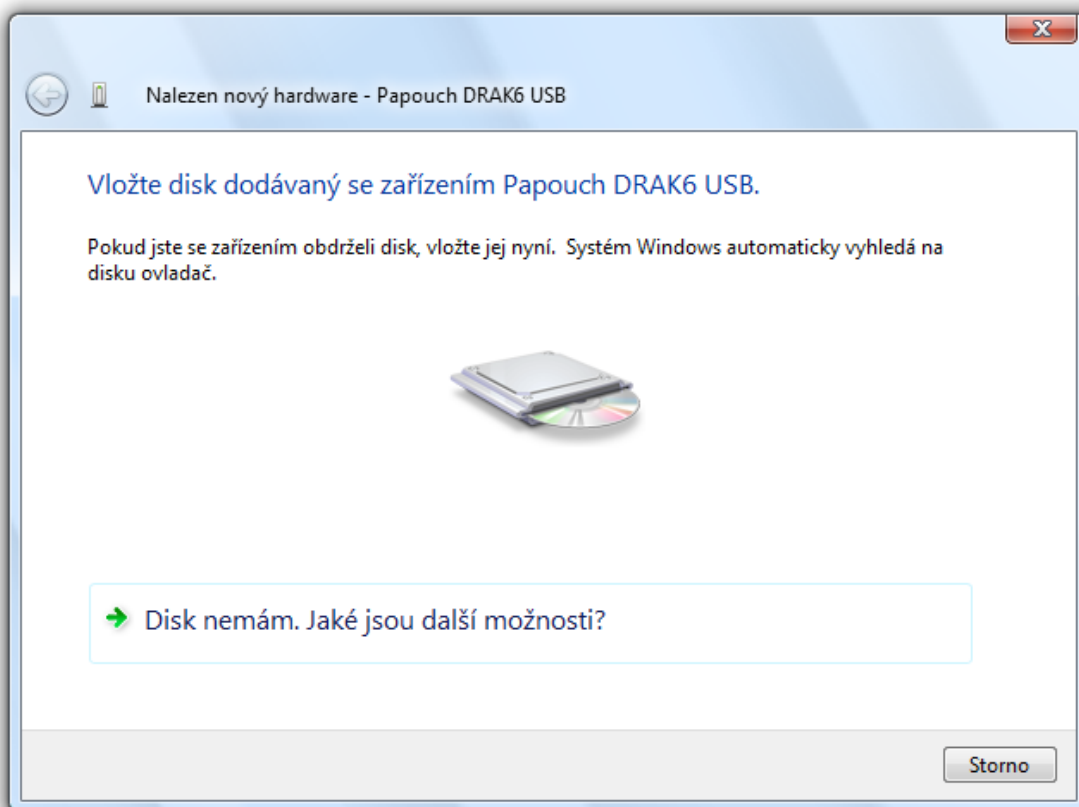 Nalezen nový hardware - Papouch DRAK6 USB
Vložte disk dodávaný se zařízením Papouch DRAK6 USB.
Pokud jste se zařízením obdrželi disk, vložte jej nyní. Systém Windows automaticky vyhledá na
disku ovladač.
Disk nemám. Jaké jsou další možnosti?
Storno